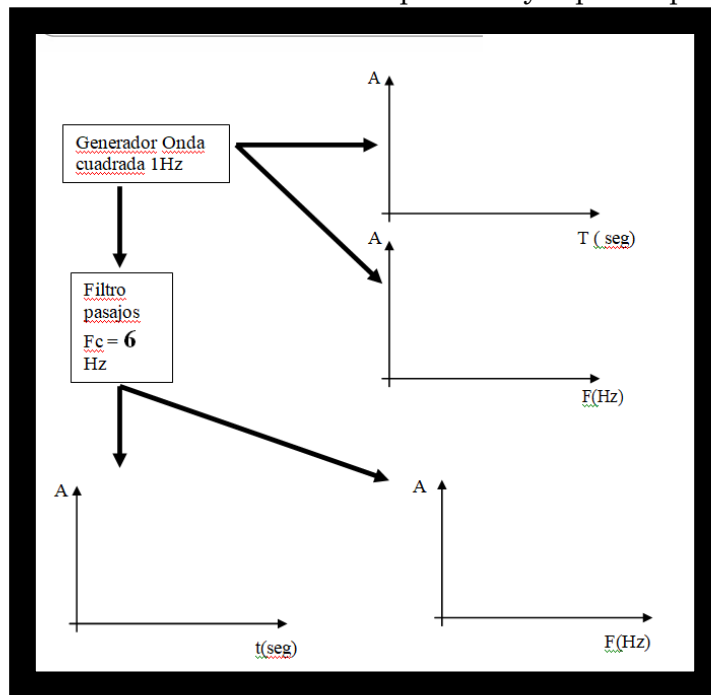 A
Generador Onda
cuadrada 1Hz
A
T ( seg)
Filtro
pasajos
Fc = 6
Hz
F(Hz)
A
A
t(seg)
F(Hz)